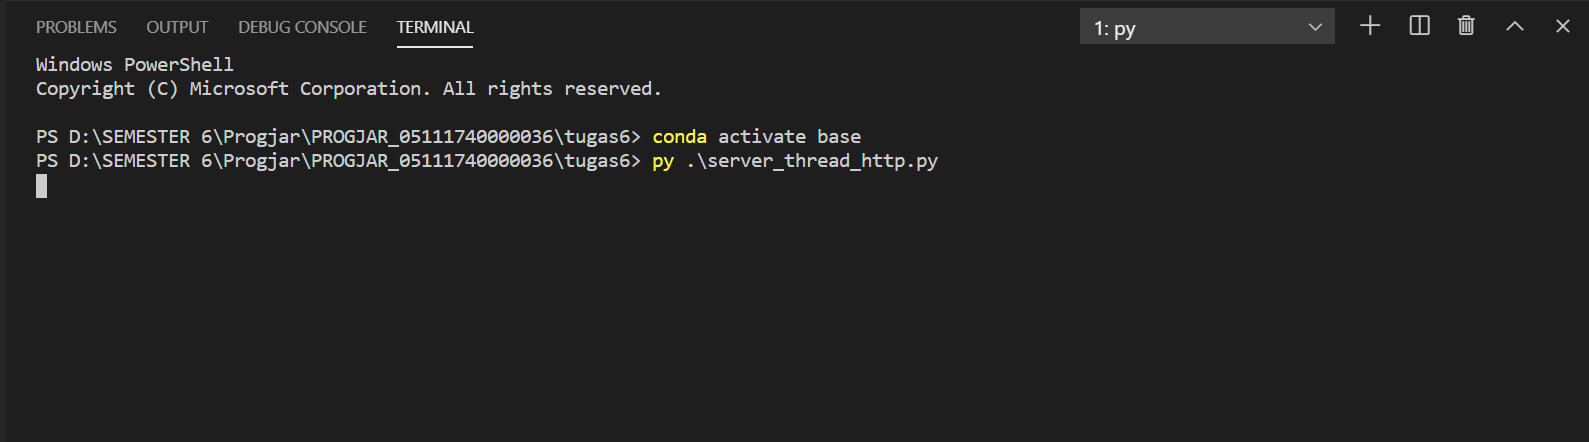 PROBLEMS OUTPUT DEBUG CONSOLE TERMINAL 1: py
Windows PowerShell
Copyright (C) Microsoft Corporation. All rights reserved.
PS D:\SEMESTER 6\Progjar\PROGJAR_05111740000036\tugas6> conda activate base
PS D:\SEMESTER 6\Progjar\PROGJAR_05111740000036\tugas6> py .\server_thread_http.py